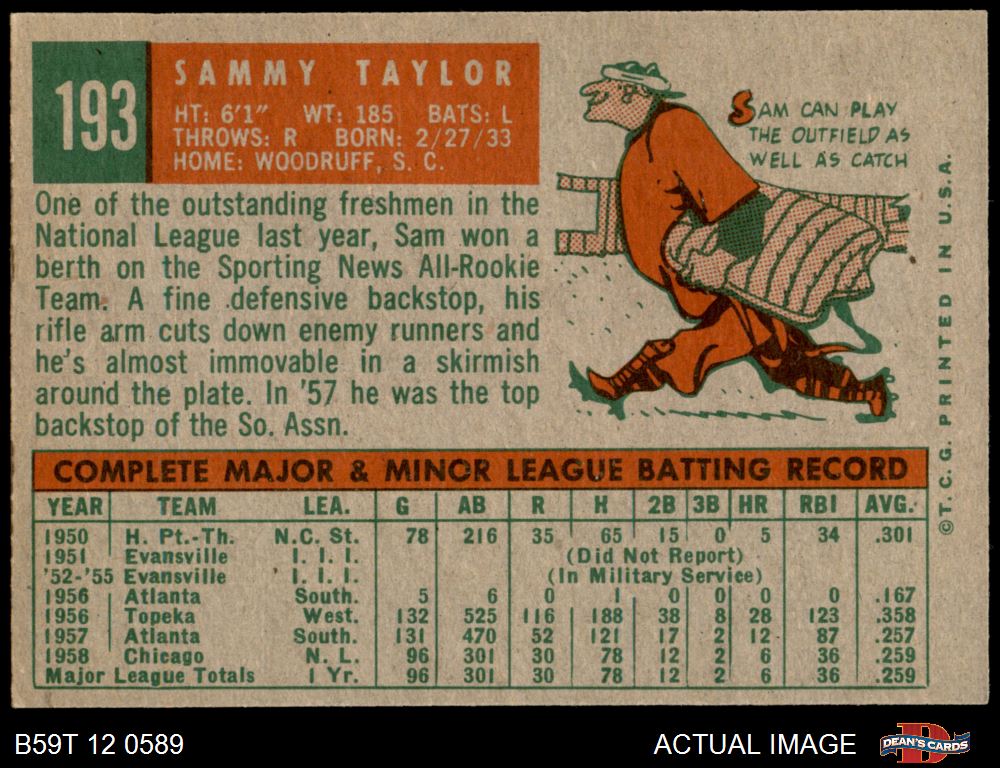 193
SAMMY TAYLOR
HT: 6'1" WT: 185 BATS: L
THROWS: R BORN: 2/27/33
HOME: WOODRUFF, S. C.
SAM CAN PLAY
THE OUTFIELD AS
WELL AS CATCH
One of the outstanding freshmen in the
National League last year, Sam won a
berth on the Sporting News All-Rookie
Team. A fine defensive backstop, his
rifle arm cuts down enemy runners and
he's almost immovable in a skirmish
around the plate. In '57 he was the top
backstop of the So. Assn.
©T. C. G. PRINTED IN U.S.A.
COMPLETE MAJOR & MINOR LEAGUE BATTING RECORD
YEAR TEAM LEA. G AB R H 2B 3B HR RBI AVG.
1950 H. Pt.-Th. N.C. St. 78 216 35 65 15 0 5 34 .301
1951 Evansville I. I. I. (Did Not Report)
'52-'55 Evansville I. I. I. (In Military Service)
1956 Atlanta South. 5 6 0 1 0 0 0 0 .167
1956 Topeka West. 132 525 116 188 38 8 28 123 .358
1957 Atlanta South. 131 470 52 121 17 2 12 87 .257
1958 Chicago N. L. 96 301 30 78 12 2 6 36 .259
Major League Totals 1 Yr. 96 301 30 78 12 2 6 36 .259
B59T 12 0589
ACTUAL IMAGE
D
DEAN'S CARDS